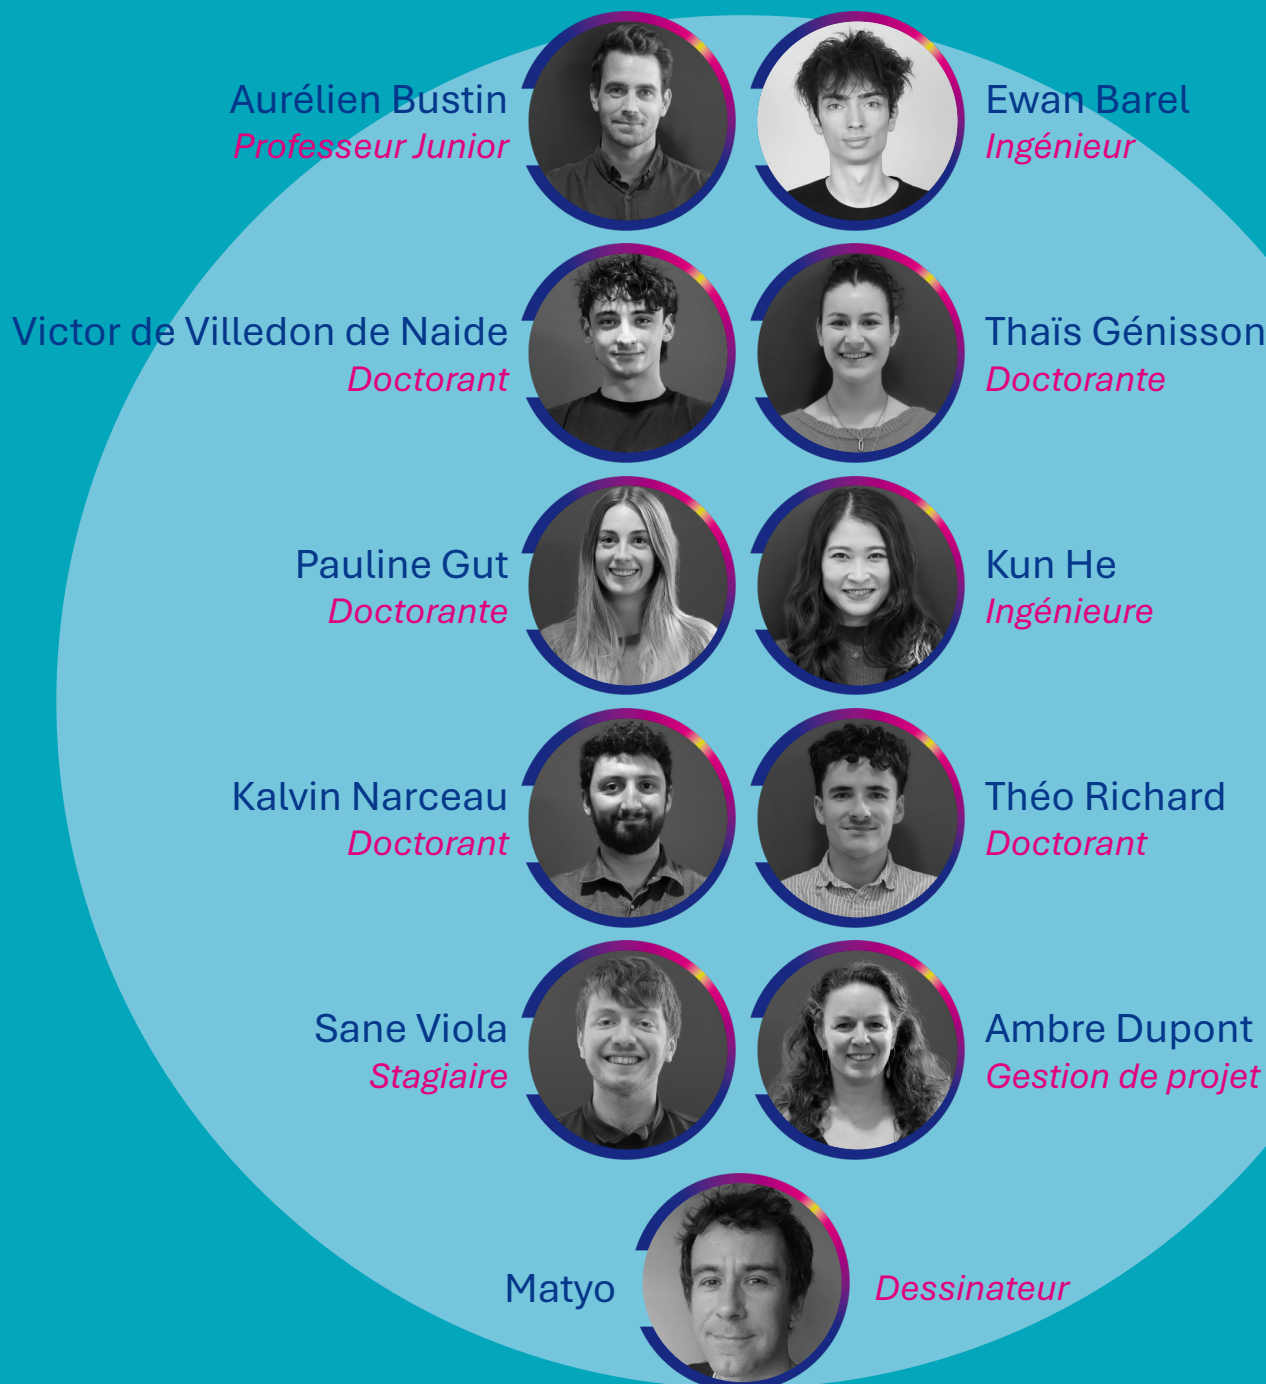 Aurélien Bustin
Professeur Junior
Ewan Barel
Ingénieur
Victor de Villedon de Naide
Doctorant
Thaïs Génisson
Doctorante
Pauline Gut
Doctorante
Kun He
Ingénieure
Kalvin Narceau
Doctorant
Théo Richard
Doctorant
Sane Viola
Stagiaire
Ambre Dupont
Gestion de projet
Matyo
Dessinateur